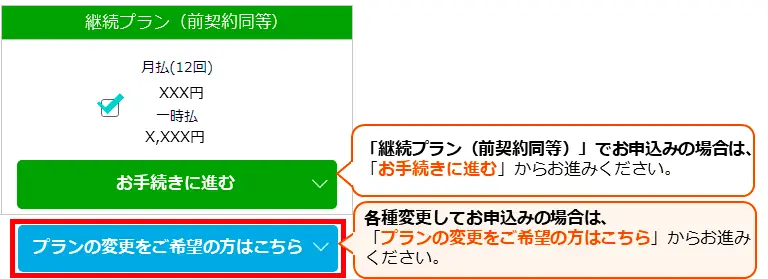 継続プラン（前契約同等）
月払(12回)
XXX円
一時払
X,XXX円
お手続きに進む
プランの変更をご希望の方はこちら
「継続プラン（前契約同等）」でお申込みの場合は、
「お手続きに進む」からお進みください。
各種変更してお申込みの場合は、
「プランの変更をご希望の方はこちら」からお進み
ください。